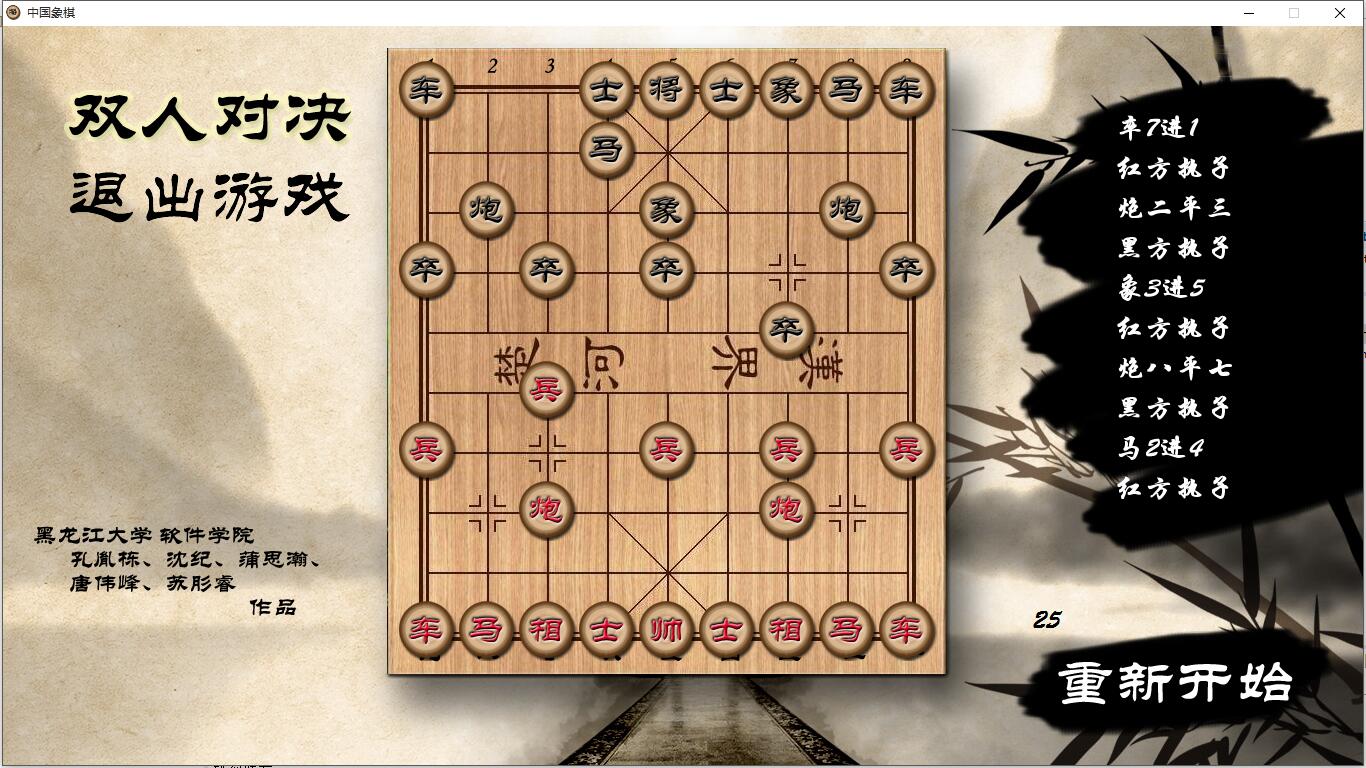 中国象棋
双人对决
退出游戏
黑龙江大学 软件学院
孔胤栋、沈纪、蒲思瀚、
唐伟峰、苏彤睿
作品
2 3
车 士 将 士 象 马 车
马
炮 象 炮
卒 卒 卒 卒
卒
楚 河 界 漢
兵
兵 兵 兵 兵
炮 炮
车 马 相 士 帅 士 相 马 车
卒7进1
红方执子
炮二平三
黑方执子
象3进5
红方执子
炮八平七
黑方执子
马2进4
红方执子
25
重新开始